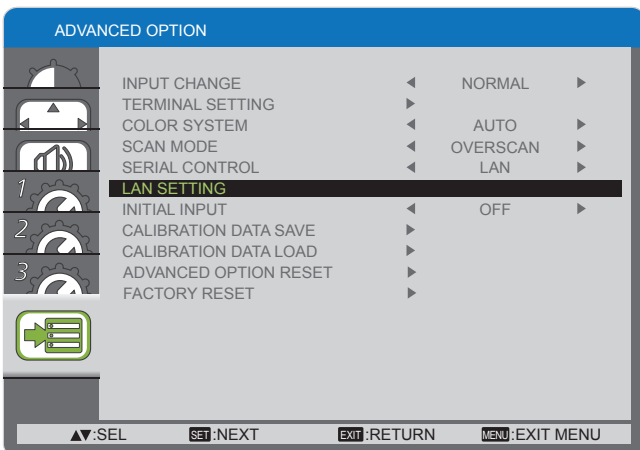 ADVANCED OPTION
INPUT CHANGE NORMAL
TERMINAL SETTING
COLOR SYSTEM AUTO
SCAN MODE OVERSCAN
SERIAL CONTROL LAN
1 LAN SETTING
INITIAL INPUT OFF
2 CALIBRATION DATA SAVE
CALIBRATION DATA LOAD
3 ADVANCED OPTION RESET
FACTORY RESET
▲▼:SEL SET:NEXT EXIT:RETURN MENU:EXIT MENU